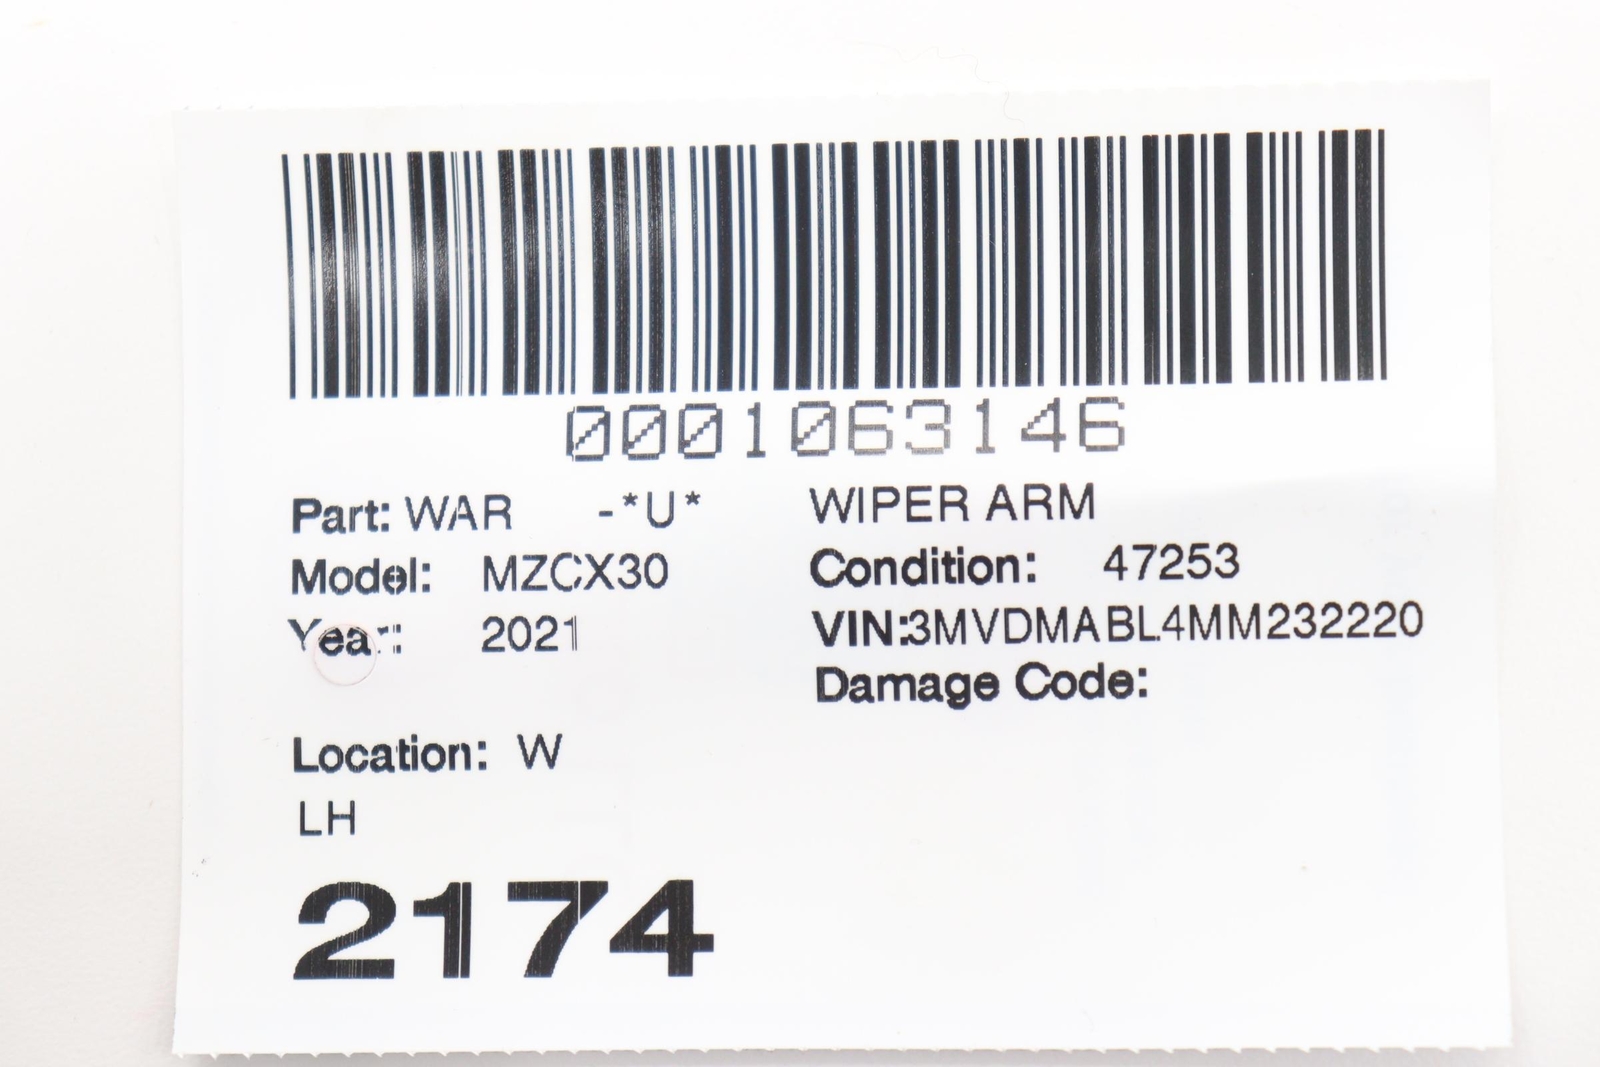 0001063146
Part: WAR -*U* WIPER ARM
Model: MZCX30 Condition: 47253
Year: 2021 VIN:3MVDMABL4MM232220
Damage Code:
Location: W
LH
2174